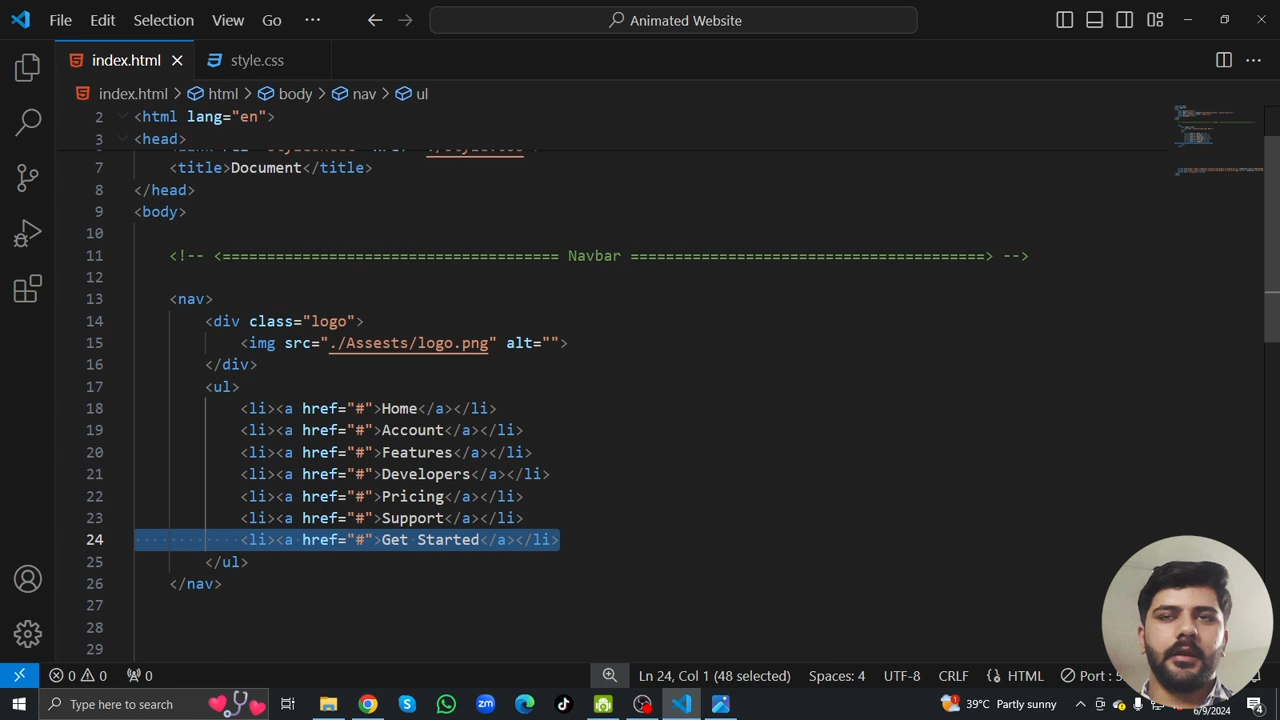 File Edit Selection View Go ··· Animated Website
index.html style.css
index.html > html > body > nav > ul
2 <html lang="en">
3 <head>
7 <title>Document</title>
8 </head>
9 <body>
10
11 <!-- <====================================== Navbar ========================================> -->
12
13 <nav>
14 <div class="logo">
15 <img src="./Assests/logo.png" alt="">
16 </div>
17 <ul>
18 <li><a href="#">Home</a></li>
19 <li><a href="#">Account</a></li>
20 <li><a href="#">Features</a></li>
21 <li><a href="#">Developers</a></li>
22 <li><a href="#">Pricing</a></li>
23 <li><a href="#">Support</a></li>
24 <li><a href="#">Get Started</a></li>
25 </ul>
26 </nav>
27
28
29
0 0 0 Ln 24, Col 1 (48 selected) Spaces: 4 UTF-8 CRLF {} HTML Port : 5
Type here to search 39°C Partly sunny
6/9/2024 4